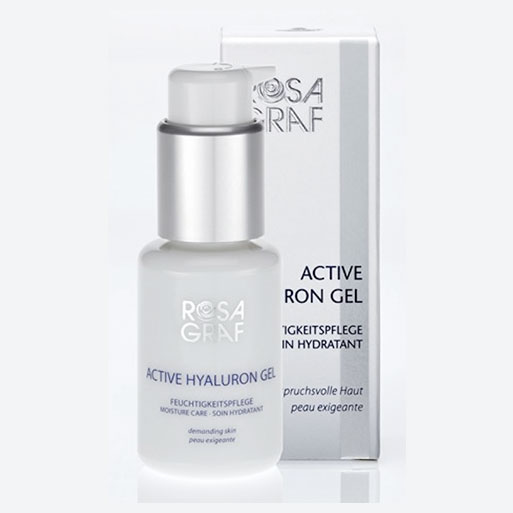 ROSA
GRAF
ACTIVE HYALURON GEL
FEUCHTIGKEITSPFLEGE
MOISTURE CARE · SOIN HYDRATANT
demanding skin
peau exigeante
ROSA
GRAF
ACTIVE
RON GEL
TIGKEITSPFLEGE
IN HYDRATANT
pruchsvolle Haut
peau exigeante